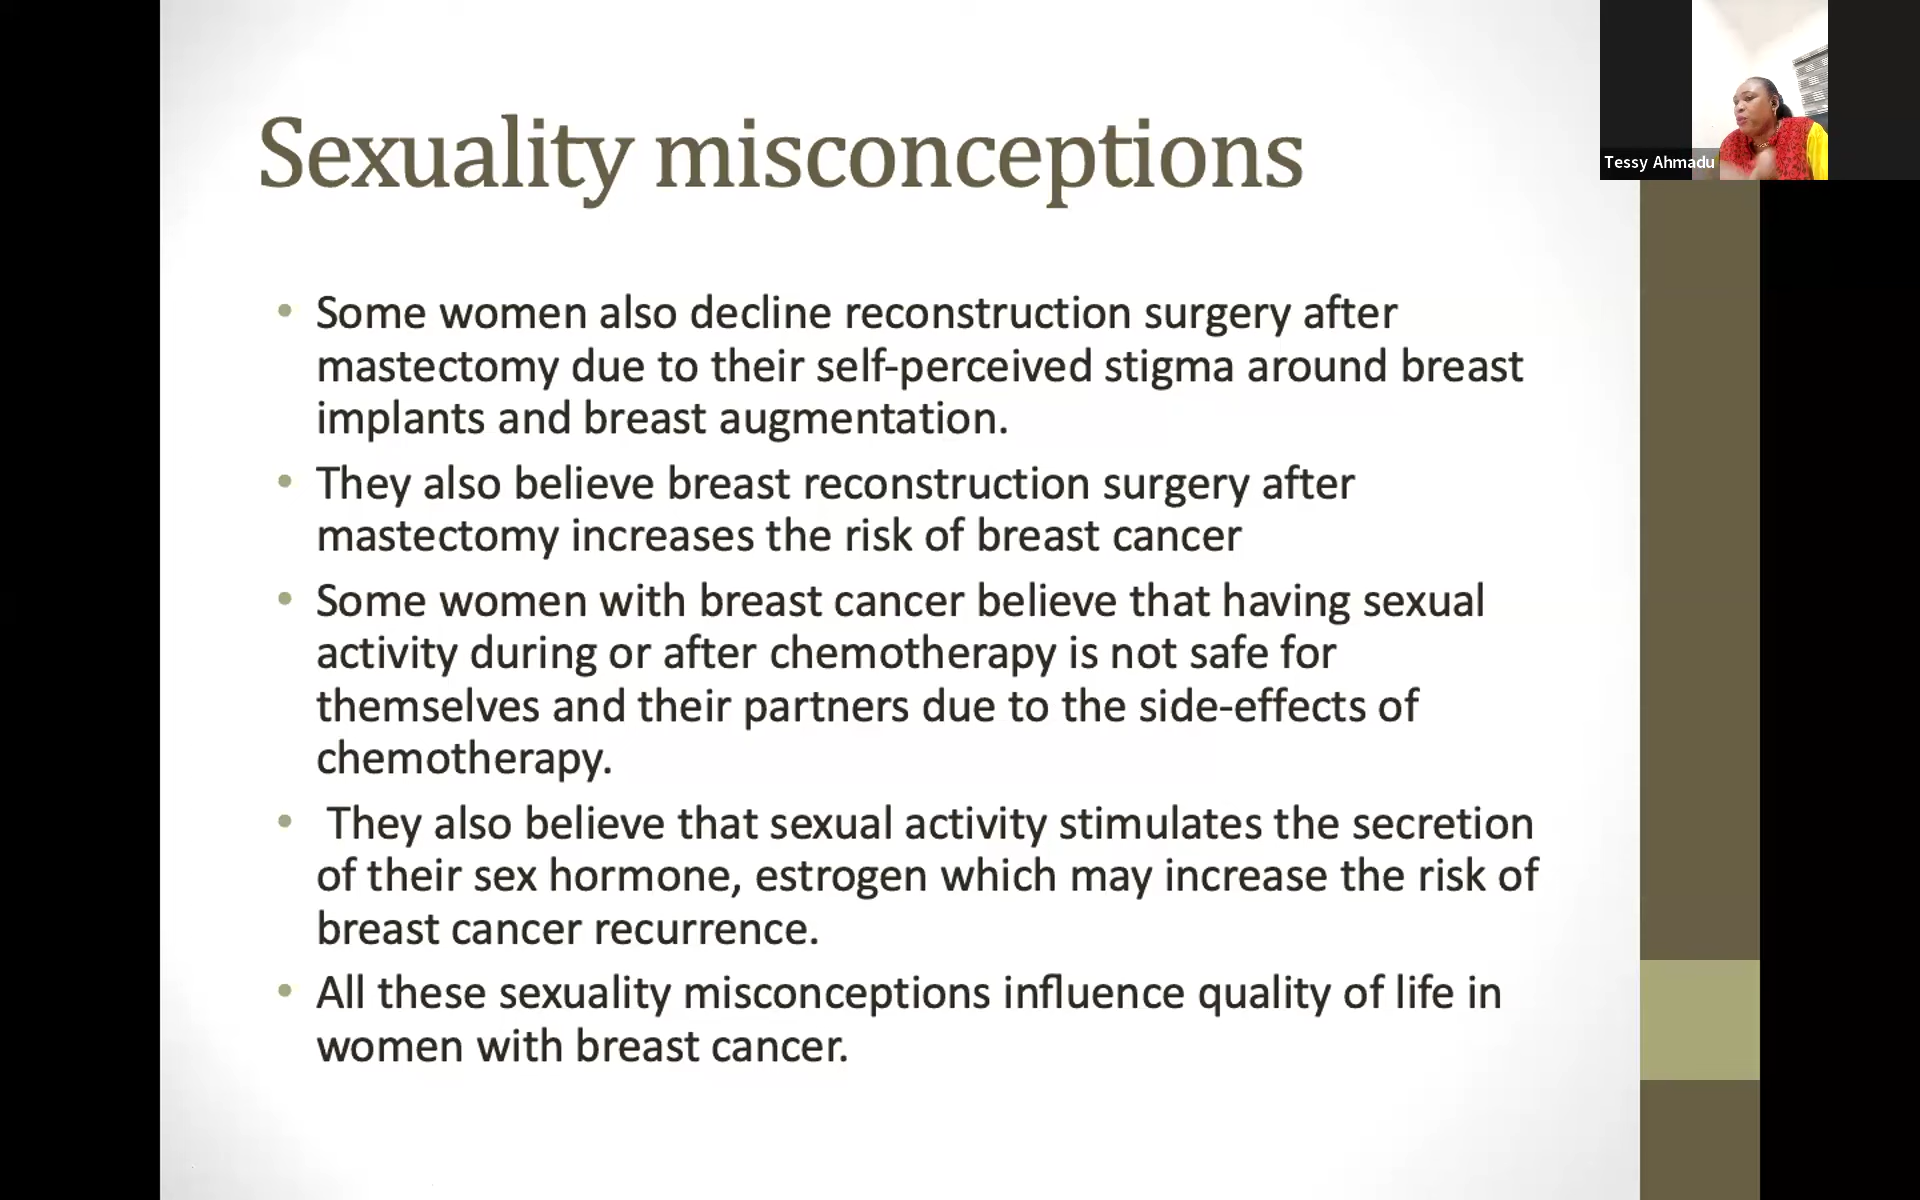 Sexuality misconceptions
Tessy Ahmadu
• Some women also decline reconstruction surgery after
mastectomy due to their self-perceived stigma around breast
implants and breast augmentation.
• They also believe breast reconstruction surgery after
mastectomy increases the risk of breast cancer
• Some women with breast cancer believe that having sexual
activity during or after chemotherapy is not safe for
themselves and their partners due to the side-effects of
chemotherapy.
• They also believe that sexual activity stimulates the secretion
of their sex hormone, estrogen which may increase the risk of
breast cancer recurrence.
• All these sexuality misconceptions influence quality of life in
women with breast cancer.